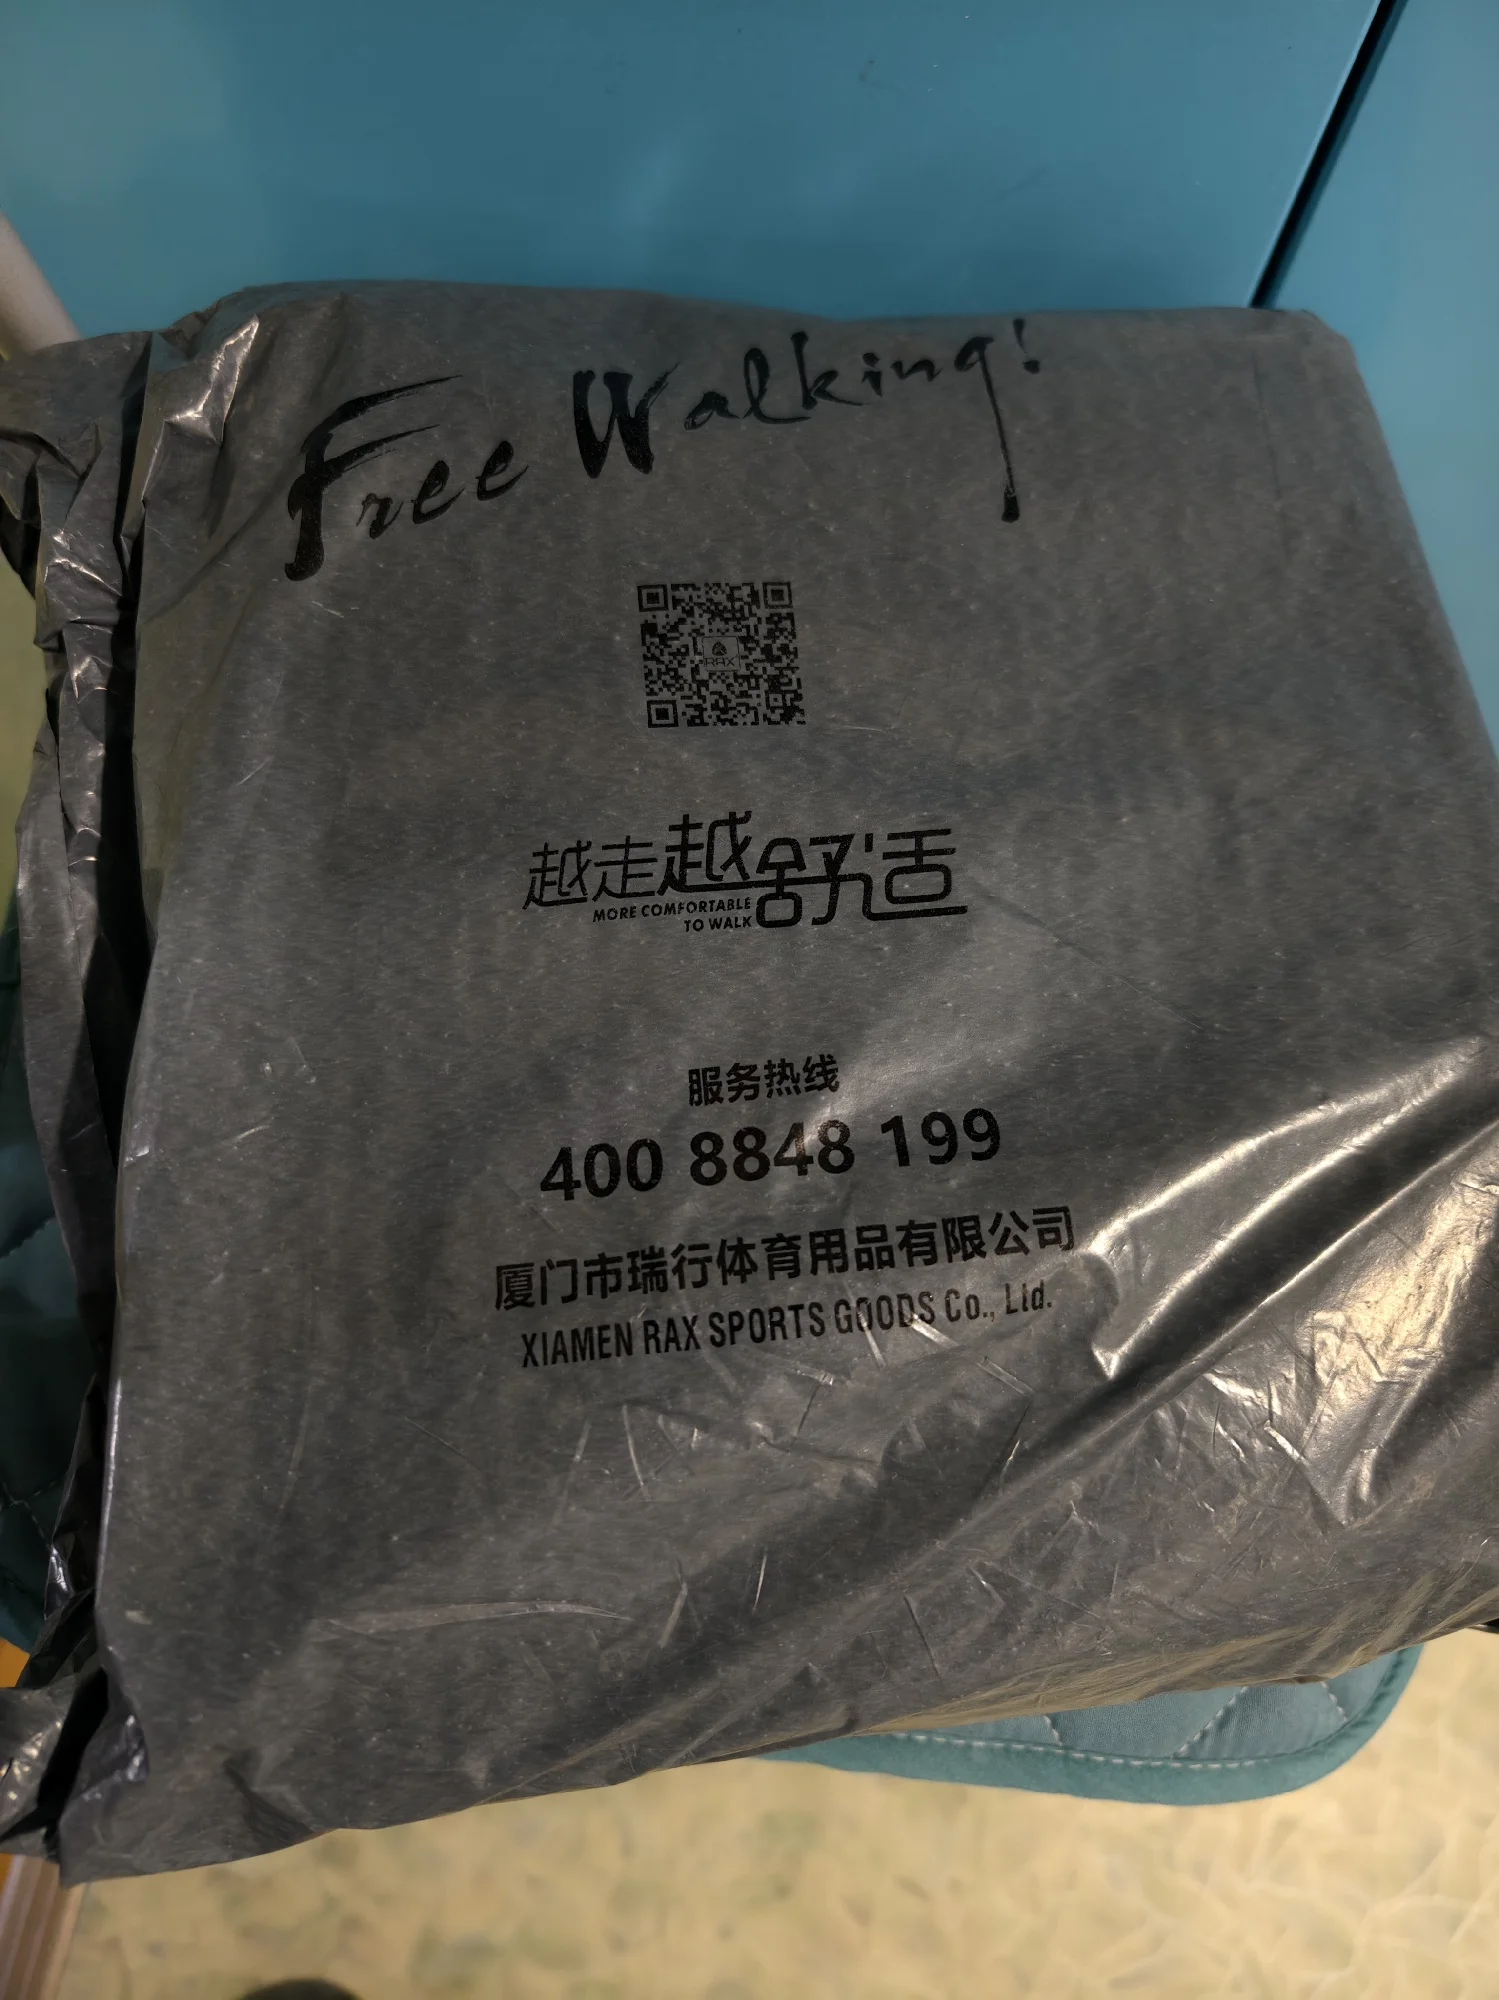 Free Walking!
RAX
越走越舒适
MORE COMFORTABLE
TO WALK
服务热线
400 8848 199
厦门市瑞行体育用品有限公司
XIAMEN RAX SPORTS GOODS Co., Ltd.